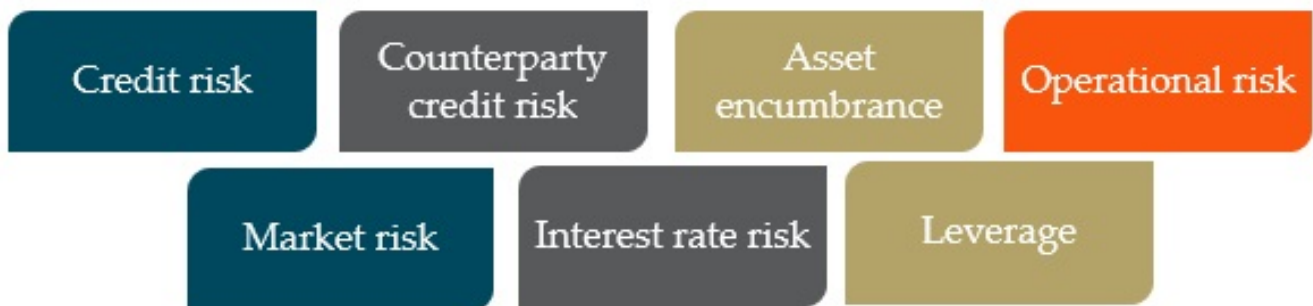 Credit risk
Counterparty
credit risk
Asset
encumbrance
Operational risk
Market risk
Interest rate risk
Leverage